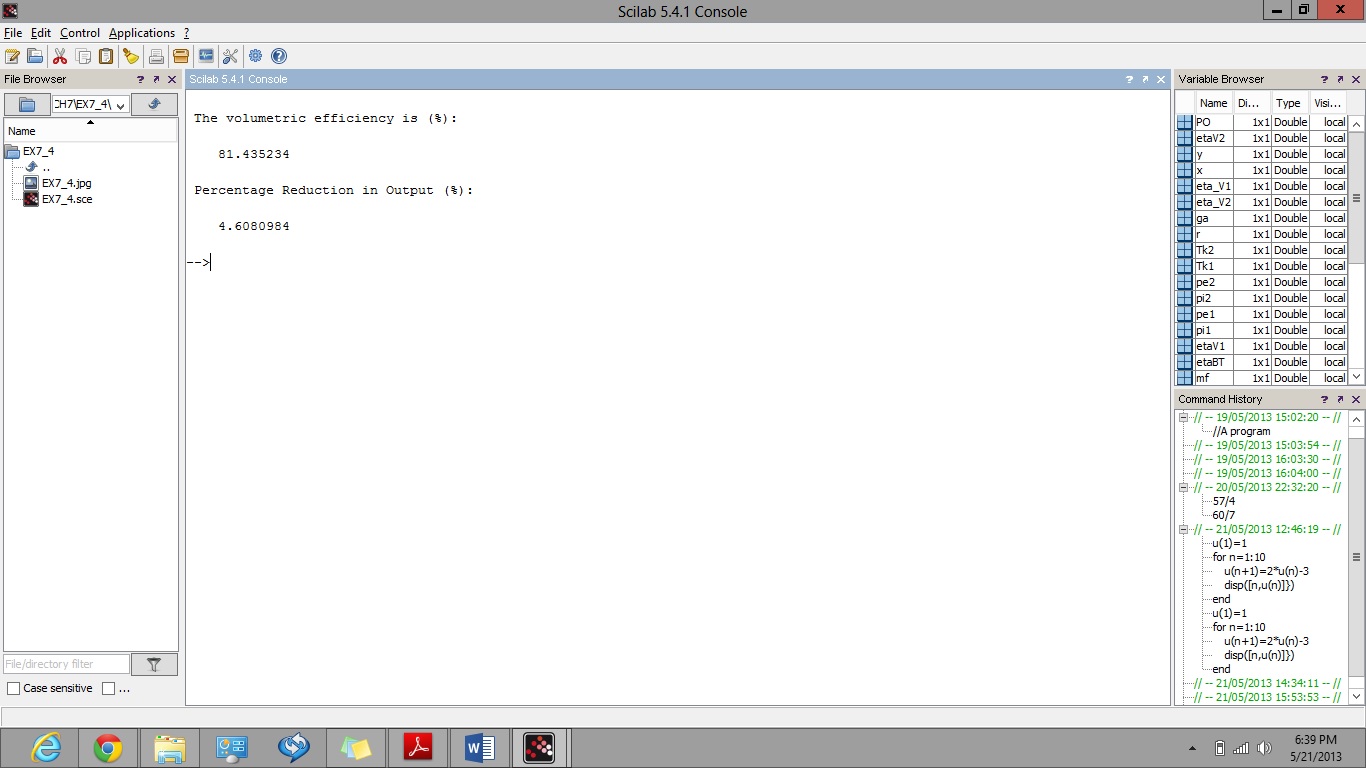 Scilab 5.4.1 Console
File Edit Control Applications ?
File Browser ? ↗ X
CH7\EX7_4\
Name
EX7_4
..
EX7_4.jpg
EX7_4.sce
File/directory filter
Case sensitive ...
Scilab 5.4.1 Console ? ↗ X
The volumetric efficiency is (%):
81.435234
Percentage Reduction in Output (%):
4.6080984
-->
Variable Browser ? ↗ X
Name Di... Type Visi...
PO 1x1 Double local
etaV2 1x1 Double local
y 1x1 Double local
x 1x1 Double local
eta_V1 1x1 Double local
eta_V2 1x1 Double local
ga 1x1 Double local
r 1x1 Double local
Tk2 1x1 Double local
Tk1 1x1 Double local
pe2 1x1 Double local
pi2 1x1 Double local
pe1 1x1 Double local
pi1 1x1 Double local
etaV1 1x1 Double local
etaBT 1x1 Double local
mf 1x1 Double local
Command History ? ↗ X
// -- 19/05/2013 15:02:20 -- //
//A program
// -- 19/05/2013 15:03:54 -- //
// -- 19/05/2013 16:03:30 -- //
// -- 19/05/2013 16:04:00 -- //
// -- 20/05/2013 22:32:20 -- //
57/4
60/7
// -- 21/05/2013 12:46:19 -- //
u(1)=1
for n=1:10
u(n+1)=2*u(n)-3
disp([n,u(n)]})
end
u(1)=1
for n=1:10
u(n+1)=2*u(n)-3
disp([n,u(n)]})
end
// -- 21/05/2013 14:34:11 -- //
// -- 21/05/2013 15:53:53 -- //
6:39 PM
5/21/2013